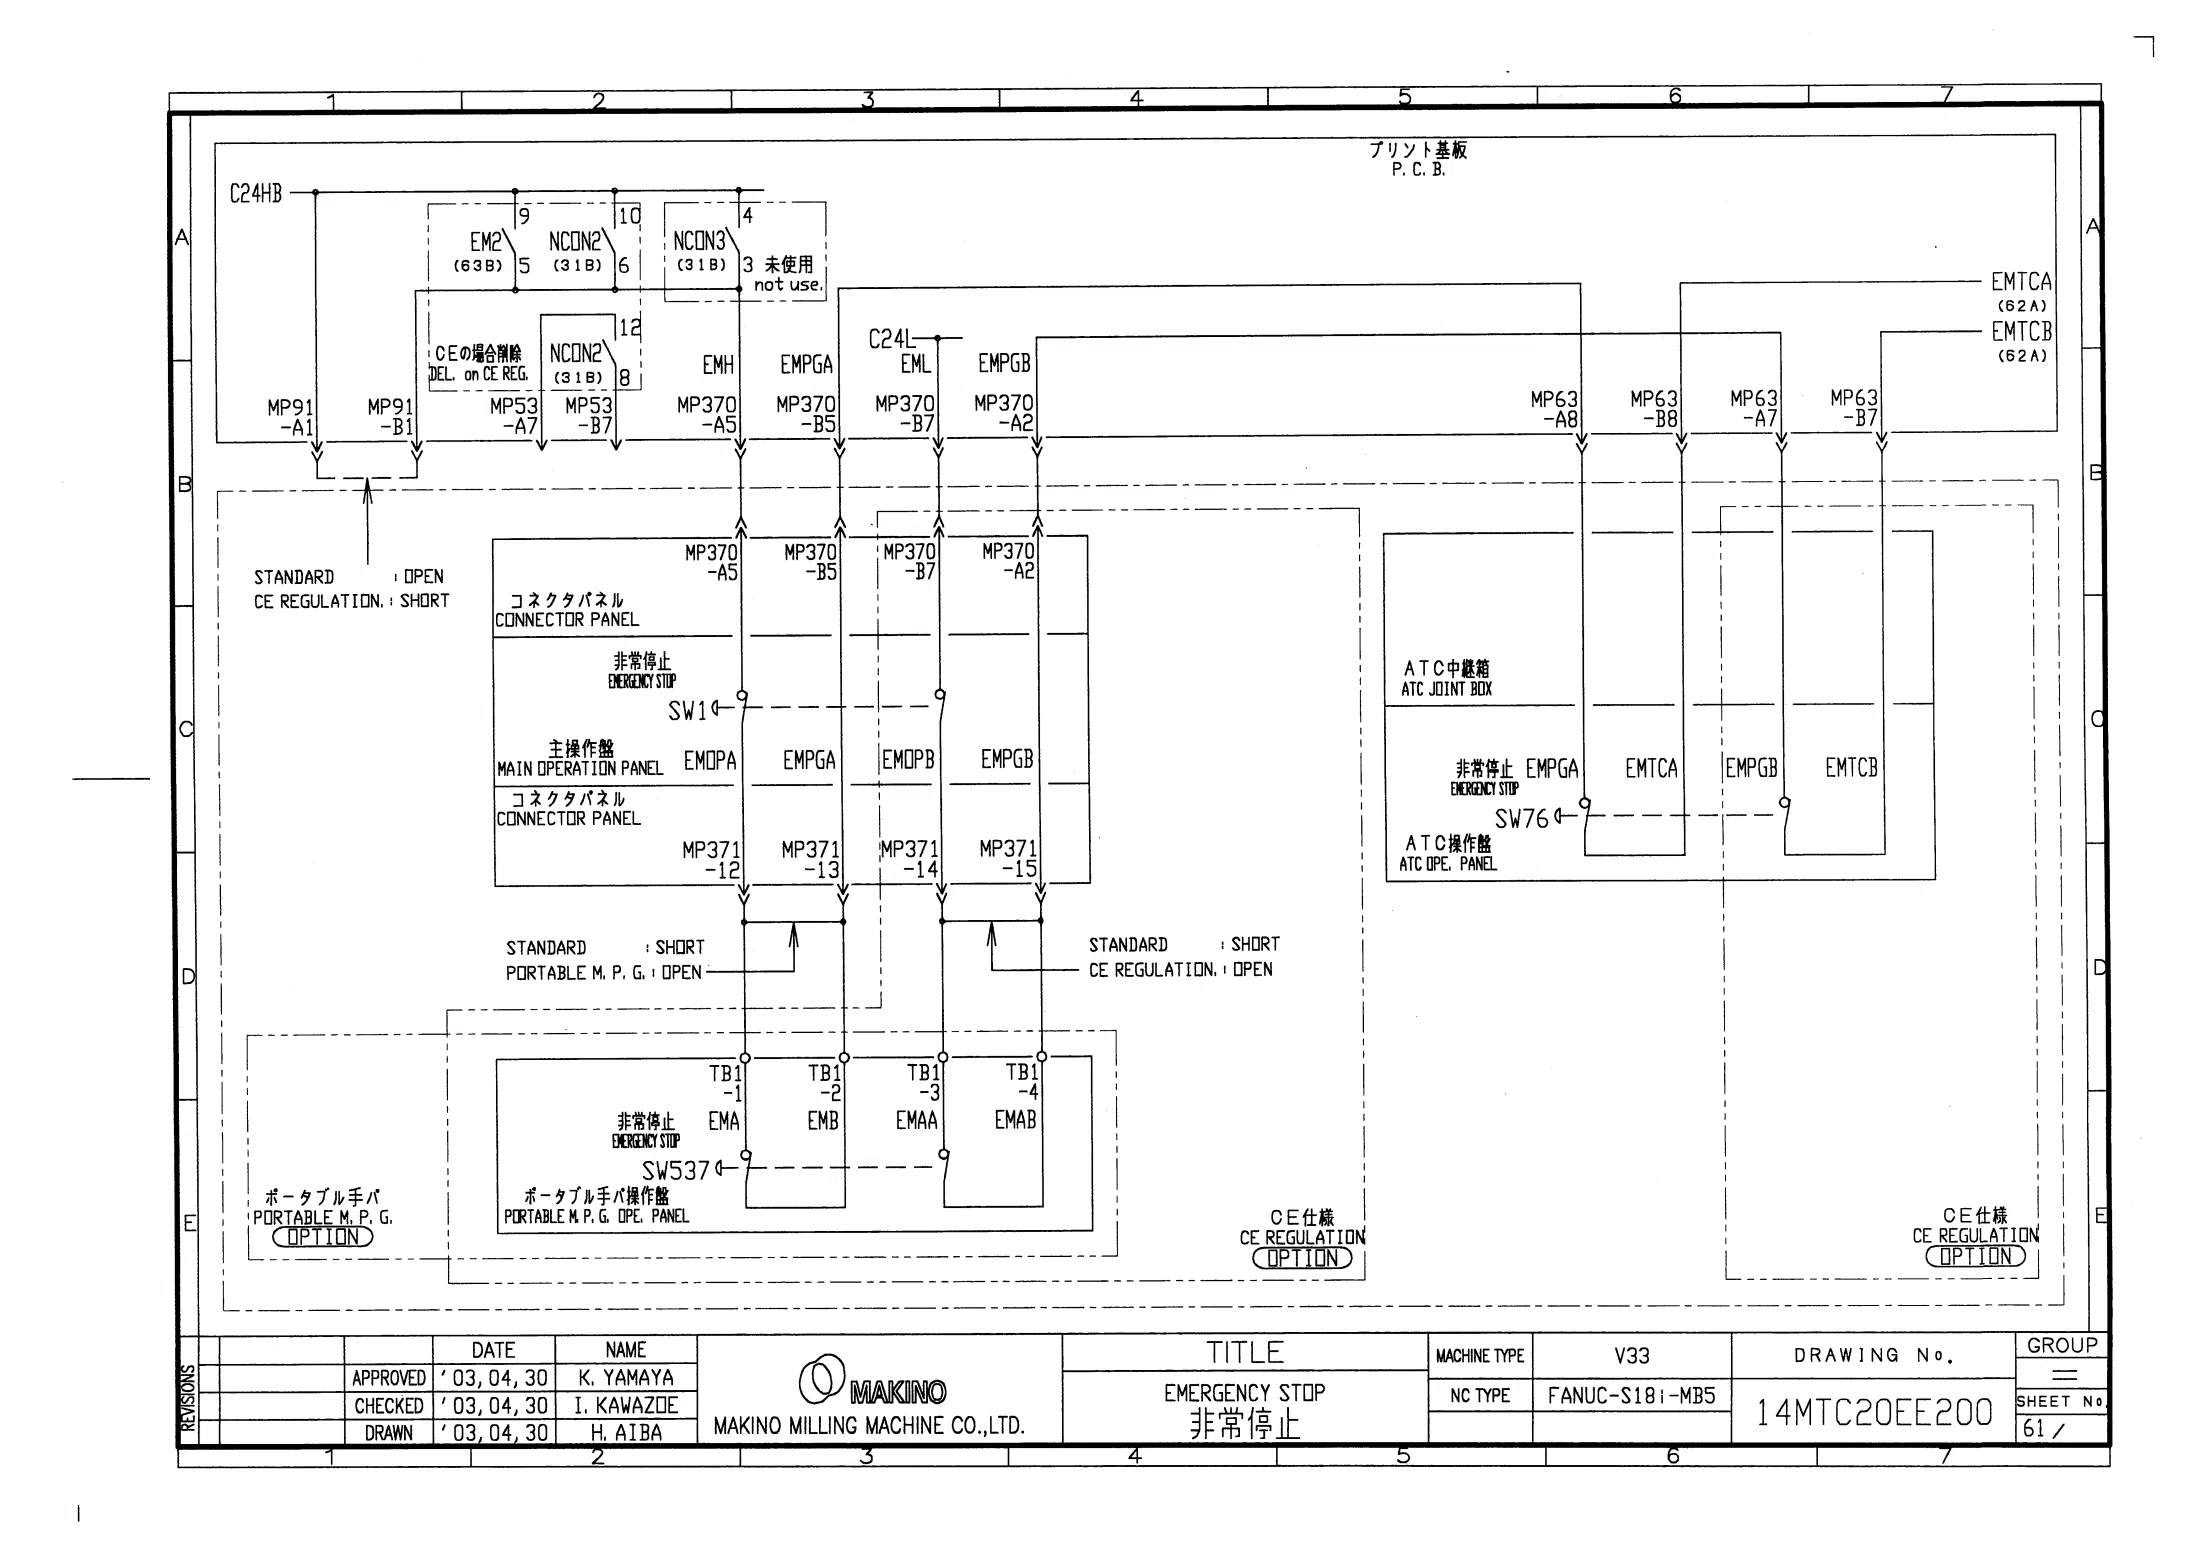 1 2 3 4 5 6 7
プリント基板
P. C. B.
C24HB
9
10
4
A
A
EM2
NCON2
NCON3
(63B)
5
(31B)
6
(31B)
3
未使用
not use.
EMTCA
(62A)
12
C24L
EMTCB
(62A)
CEの場合削除
DEL. on CE REG.
NCON2
(31B)
8
EMH
EMPGA
EML
EMPGB
MP91
-A1
MP91
-B1
MP53
-A7
MP53
-B7
MP370
-A5
MP370
-B5
MP370
-B7
MP370
-A2
MP63
-A8
MP63
-B8
MP63
-A7
MP63
-B7
B
B
STANDARD : OPEN
CE REGULATION. : SHORT
MP370
-A5
MP370
-B5
MP370
-B7
MP370
-A2
コネクタパネル
CONNECTOR PANEL
非常停止
EMERGENCY STOP
SW1
ATC中継箱
ATC JOINT BOX
C
C
主操作盤
MAIN OPERATION PANEL
EMOPA
EMPGA
EMOPB
EMPGB
非常停止
EMERGENCY STOP
EMPGA
EMTCA
EMPGB
EMTCB
コネクタパネル
CONNECTOR PANEL
SW76
ATC操作盤
ATC OPE. PANEL
MP371
-12
MP371
-13
MP371
-14
MP371
-15
STANDARD : SHORT
PORTABLE M. P. G. : OPEN
STANDARD : SHORT
CE REGULATION. : OPEN
D
D
TB1
-1
TB1
-2
TB1
-3
TB1
-4
非常停止
EMERGENCY STOP
EMA
EMB
EMAA
EMAB
SW537
ポータブル手パ
PORTABLE M. P. G.
OPTION
ポータブル手パ操作盤
PORTABLE M. P. G. OPE. PANEL
CE仕様
CE REGULATION
OPTION
CE仕様
CE REGULATION
OPTION
E
E
REVISIONS
DATE NAME
APPROVED '03,04,30 K. YAMAYA
CHECKED '03,04,30 I. KAWAZOE
DRAWN '03,04,30 H. AIBA
MAKINO
MAKINO MILLING MACHINE CO.,LTD.
TITLE
EMERGENCY STOP
非常停止
MACHINE TYPE V33
NC TYPE FANUC-S18i-MB5
DRAWING No.
14MTC20EE200
GROUP
=
SHEET No.
61 /
1 2 3 4 5 6 7